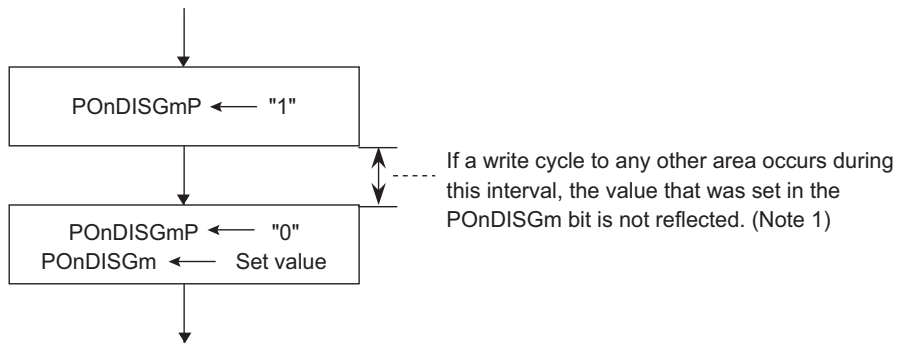 POnDISGmP ← "1"
If a write cycle to any other area occurs during
this interval, the value that was set in the
POnDISGm bit is not reflected. (Note 1)
POnDISGmP ← "0"
POnDISGm ← Set value